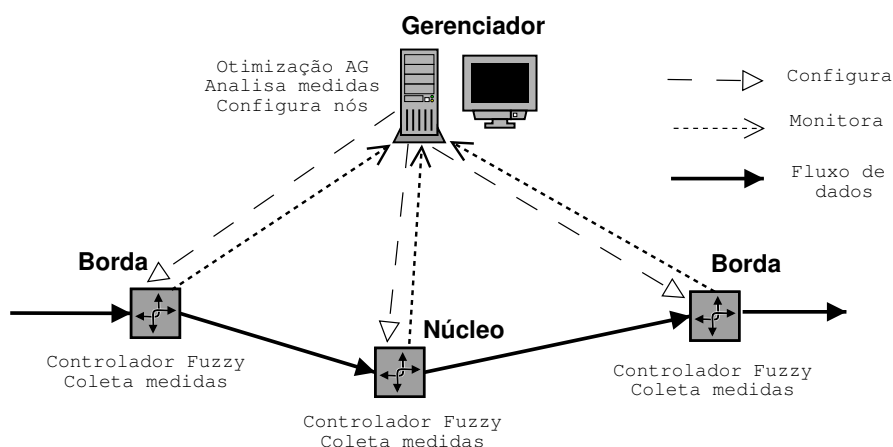 Gerenciador
Otimização AG
Analisa medidas
Configura nós
Configura
Monitora
Fluxo de
dados
Borda
Controlador Fuzzy
Coleta medidas
Núcleo
Controlador Fuzzy
Coleta medidas
Borda
Controlador Fuzzy
Coleta medidas